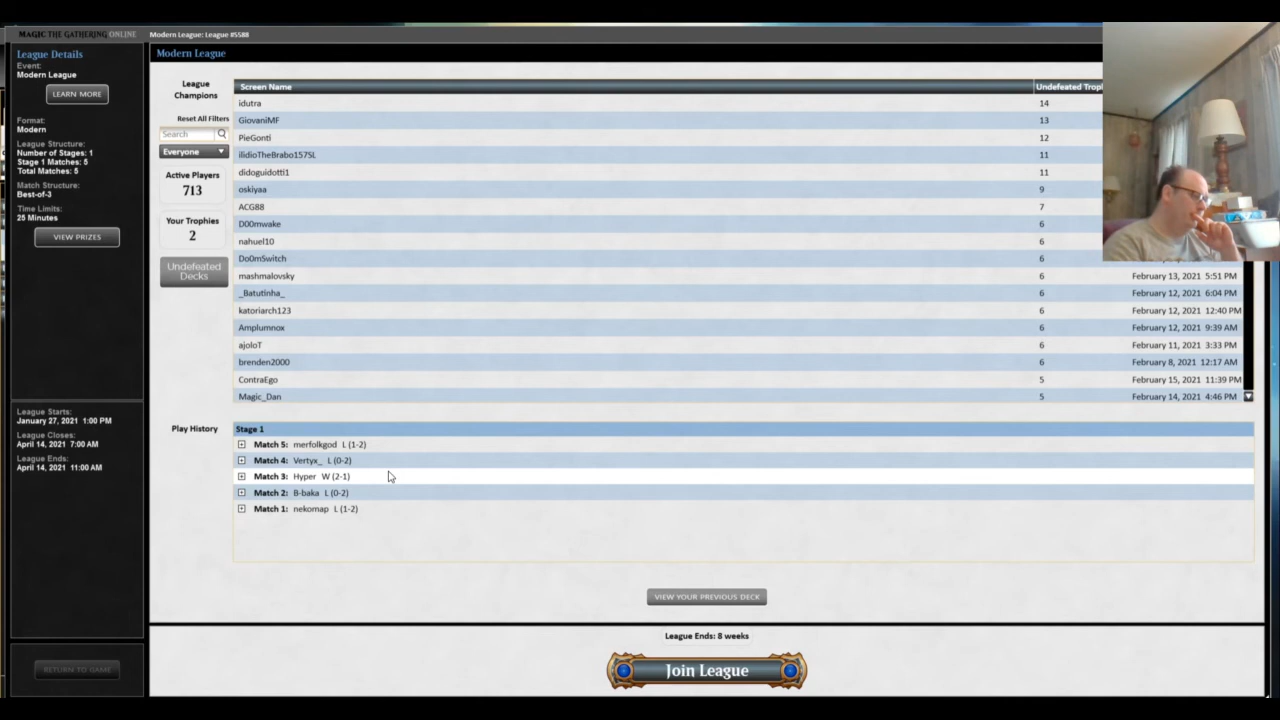 MAGIC THE GATHERING ONLINE
Modern League: League #5588
League Details
Event:
Modern League
LEARN MORE
Format:
Modern
League Structure:
Number of Stages: 1
Stage 1 Matches: 5
Total Matches: 5
Match Structure:
Best-of-3
Time Limits:
25 Minutes
VIEW PRIZES
League Starts:
January 27, 2021 1:00 PM
League Closes:
April 14, 2021 7:00 AM
League Ends:
April 14, 2021 11:00 AM
RETURN TO GAME
Modern League
League
Champions
Reset All Filters
Search
Everyone
Active Players
713
Your Trophies
2
Undefeated
Decks
Screen Name Undefeated Trop
idutra 14
GiovaniMF 13
PieGonti 12
ilidioTheBrabo157SL 11
didoguidotti1 11
oskiyaa 9
ACG88 7
D00mwake 6
nahuel10 6
Do0mSwitch 6
mashmalovsky 6 February 13, 2021 5:51 PM
_Batutinha_ 6 February 12, 2021 6:04 PM
katoriarch123 6 February 12, 2021 12:40 PM
Amplumnox 6 February 12, 2021 9:39 AM
ajoloT 6 February 11, 2021 3:33 PM
brenden2000 6 February 8, 2021 12:17 AM
ContraEgo 5 February 15, 2021 11:39 PM
Magic_Dan 5 February 14, 2021 4:46 PM
Play History
Stage 1
Match 5: merfolkgod L (1-2)
Match 4: Vertyx_ L (0-2)
Match 3: Hyper W (2-1)
Match 2: B-baka L (0-2)
Match 1: nekomap L (1-2)
VIEW YOUR PREVIOUS DECK
League Ends: 8 weeks
Join League